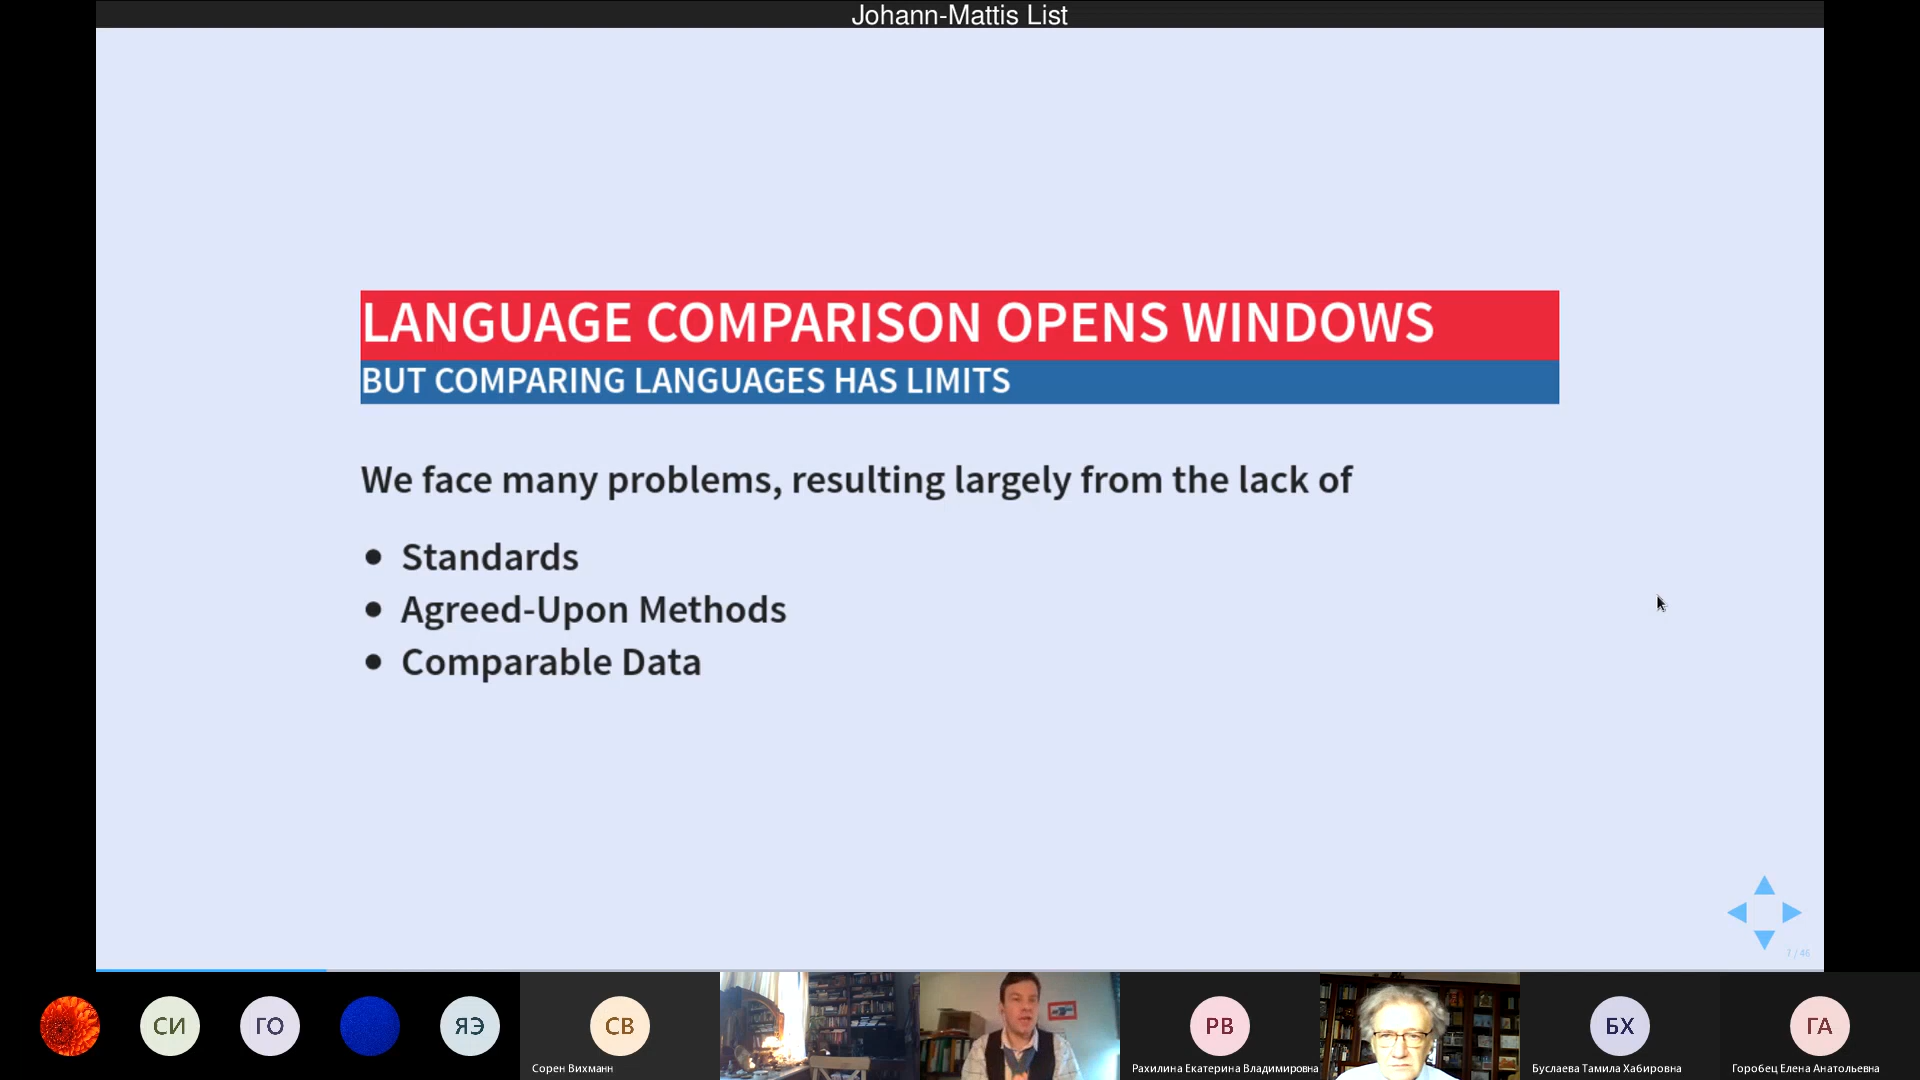 Johann-Mattis List
LANGUAGE COMPARISON OPENS WINDOWS
BUT COMPARING LANGUAGES HAS LIMITS
We face many problems, resulting largely from the lack of
• Standards
• Agreed-Upon Methods
• Comparable Data
7 / 46
СИ
ГО
ЯЭ
СВ
РВ
БХ
ГА
Сорен Вихманн
Рахилина Екатерина Владимировна
Буслаева Тамила Хабировна
Горобец Елена Анатольевна